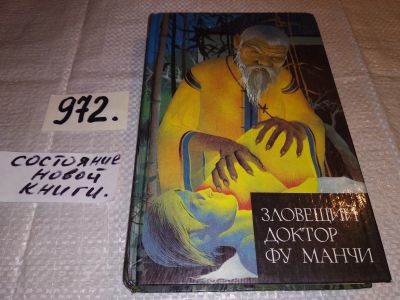 972.
состояние
новой
книги.
ЗЛОВЕЩИЙ
ДОКТОР
ФУ МАНЧИ